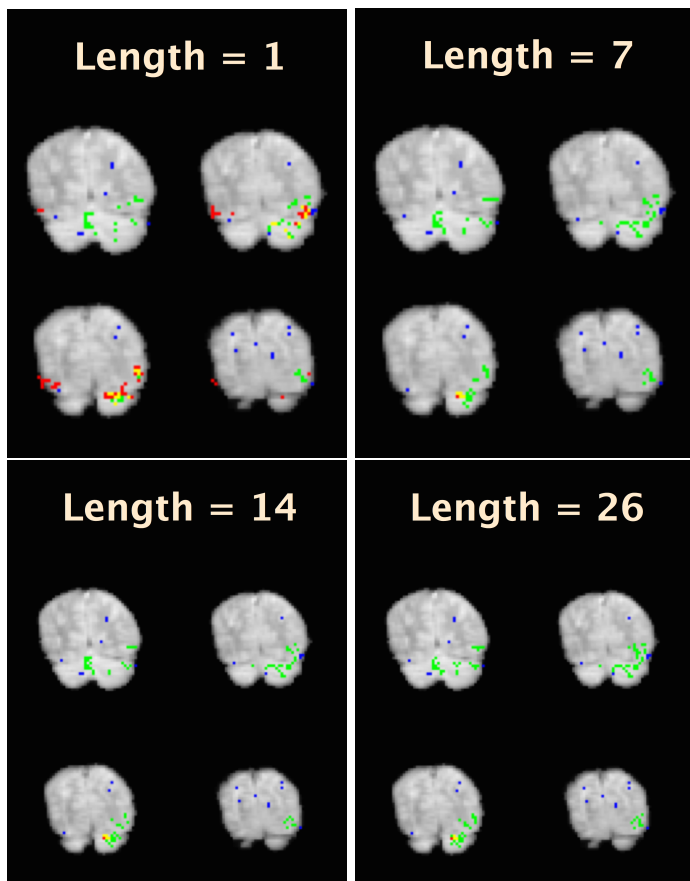 Length = 1
Length = 7
Length = 14
Length = 26